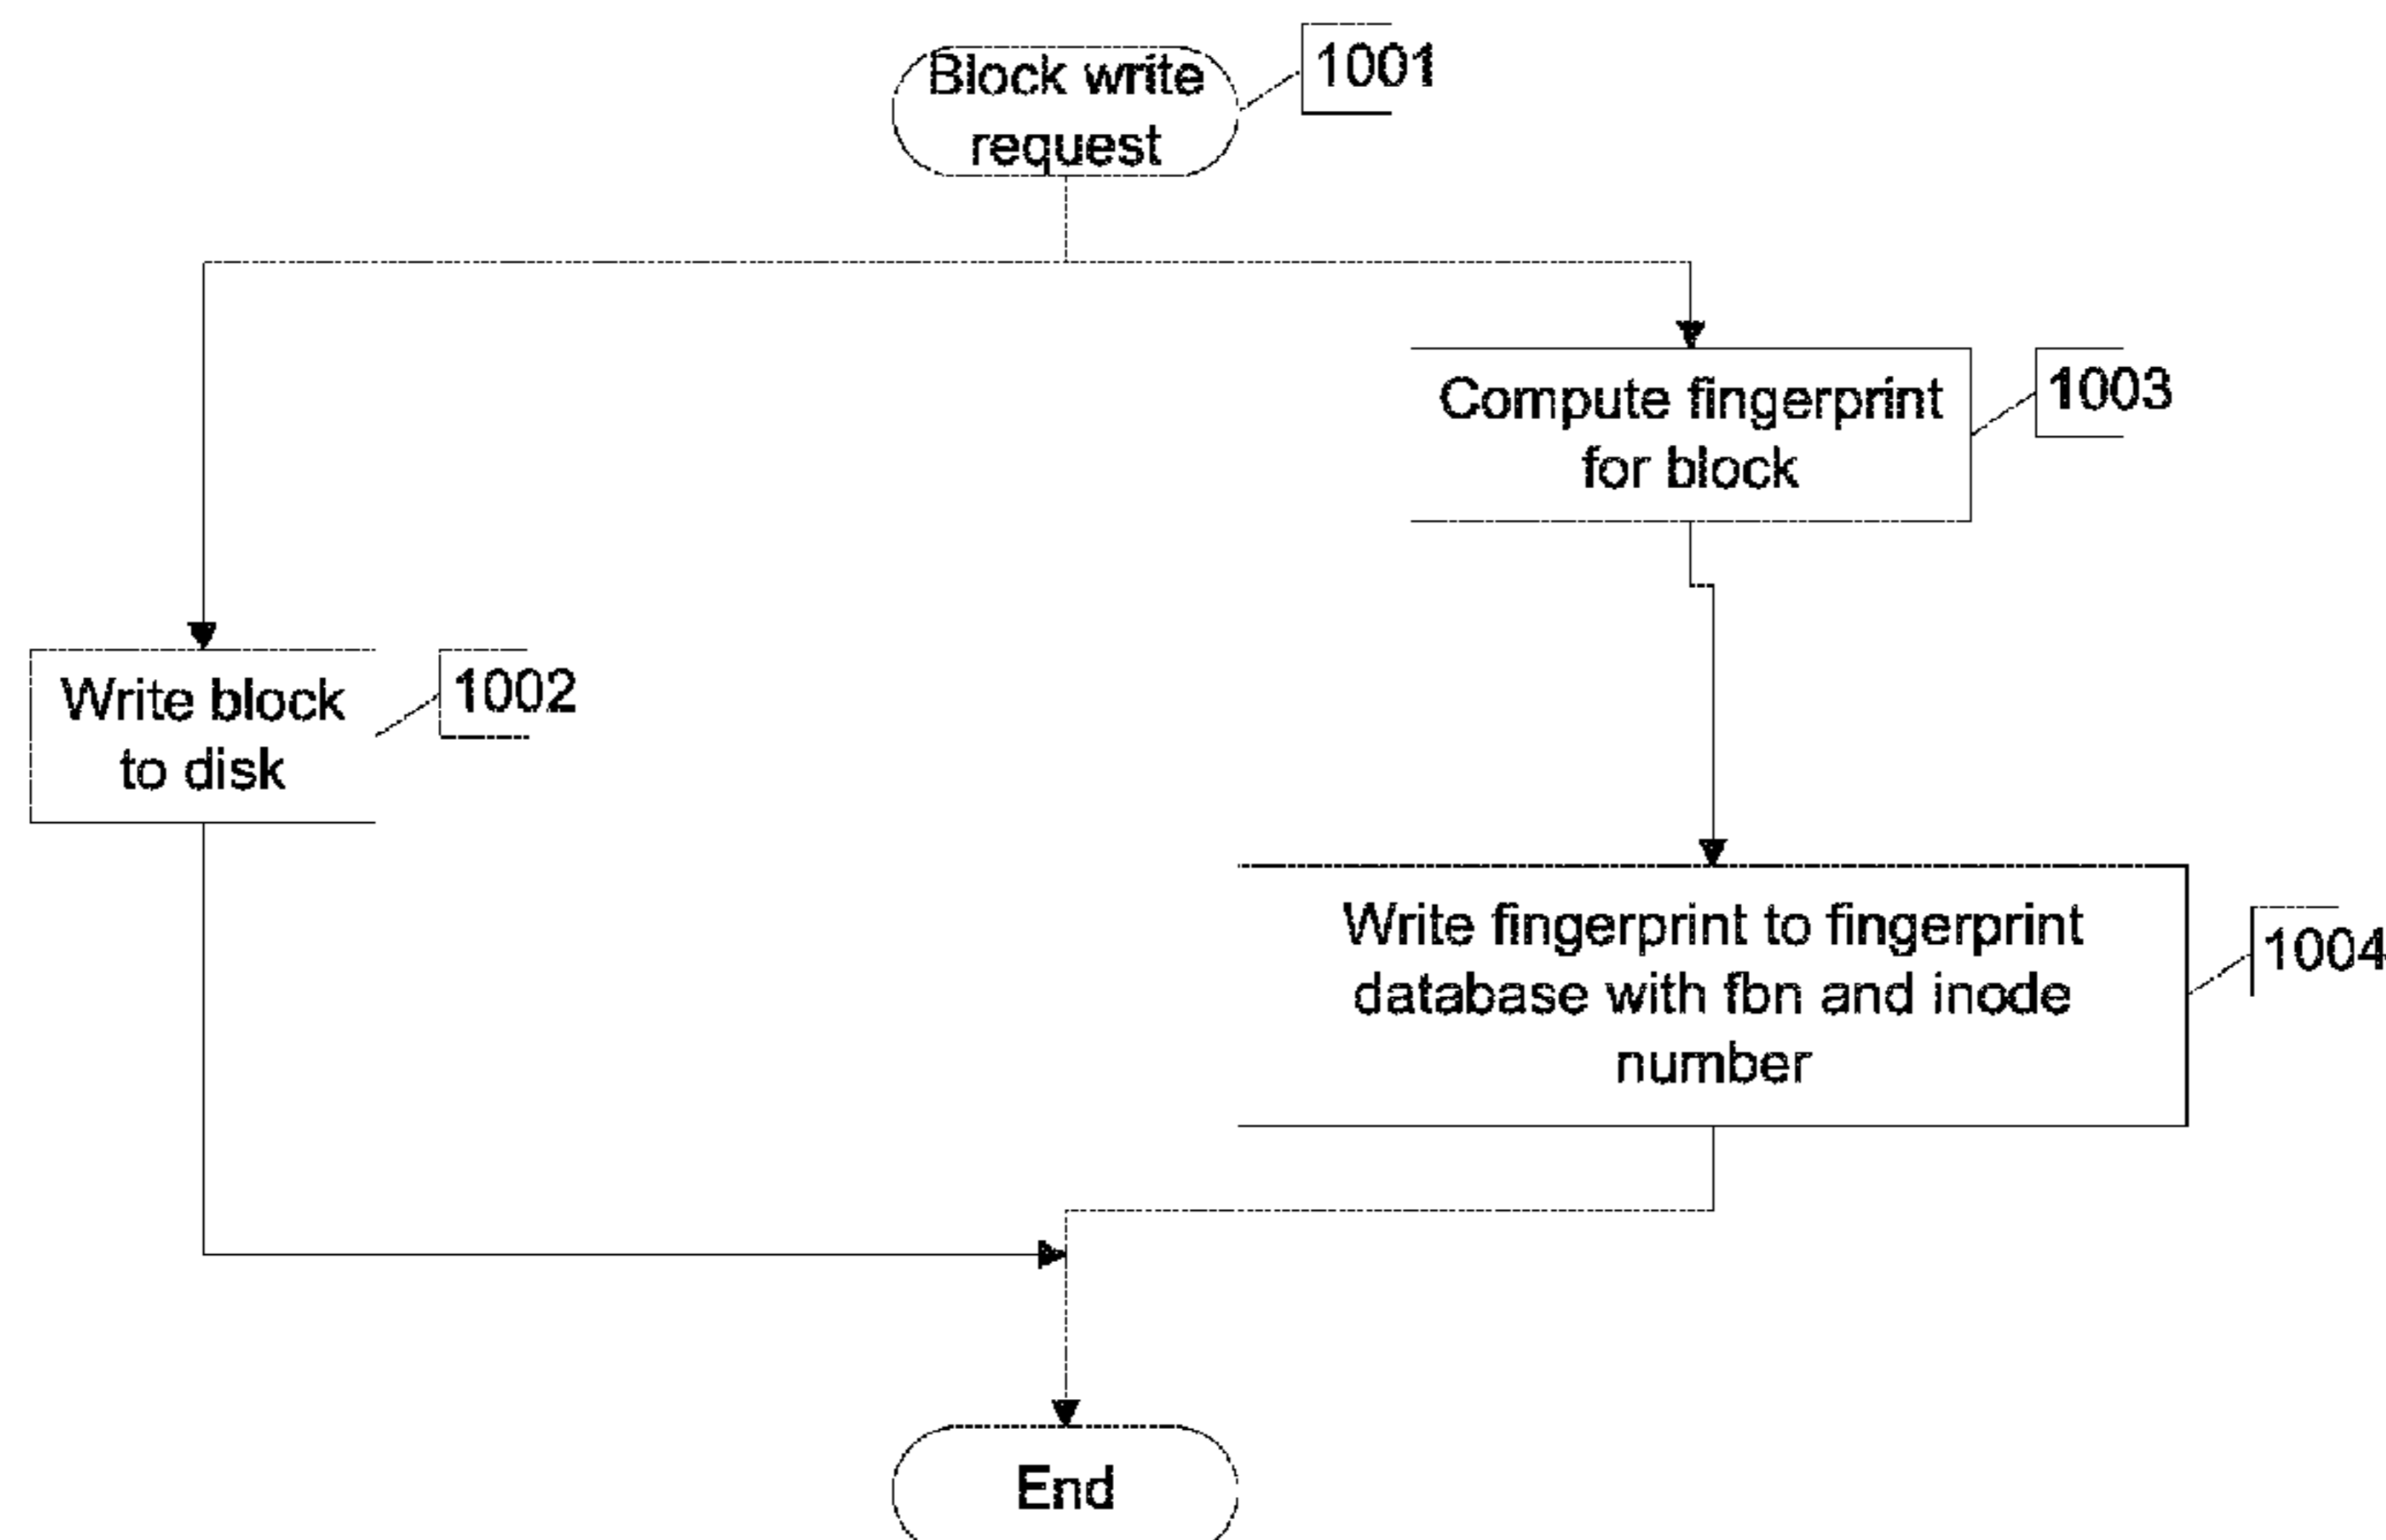 Block write
request
1001
Compute fingerprint
for block
1003
Write block
to disk
1002
Write fingerprint to fingerprint
database with fbn and inode
number
1004
End